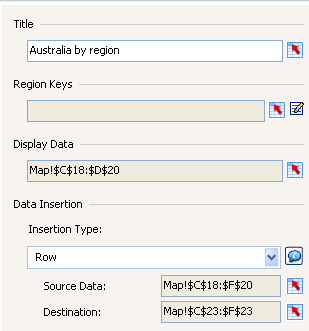 Title
Australia by region
Region Keys
Display Data
Map!$C$18:$D$20
Data Insertion
Insertion Type:
Row
Source Data: Map!$C$18:$F$20
Destination: Map!$C$23:$F$23